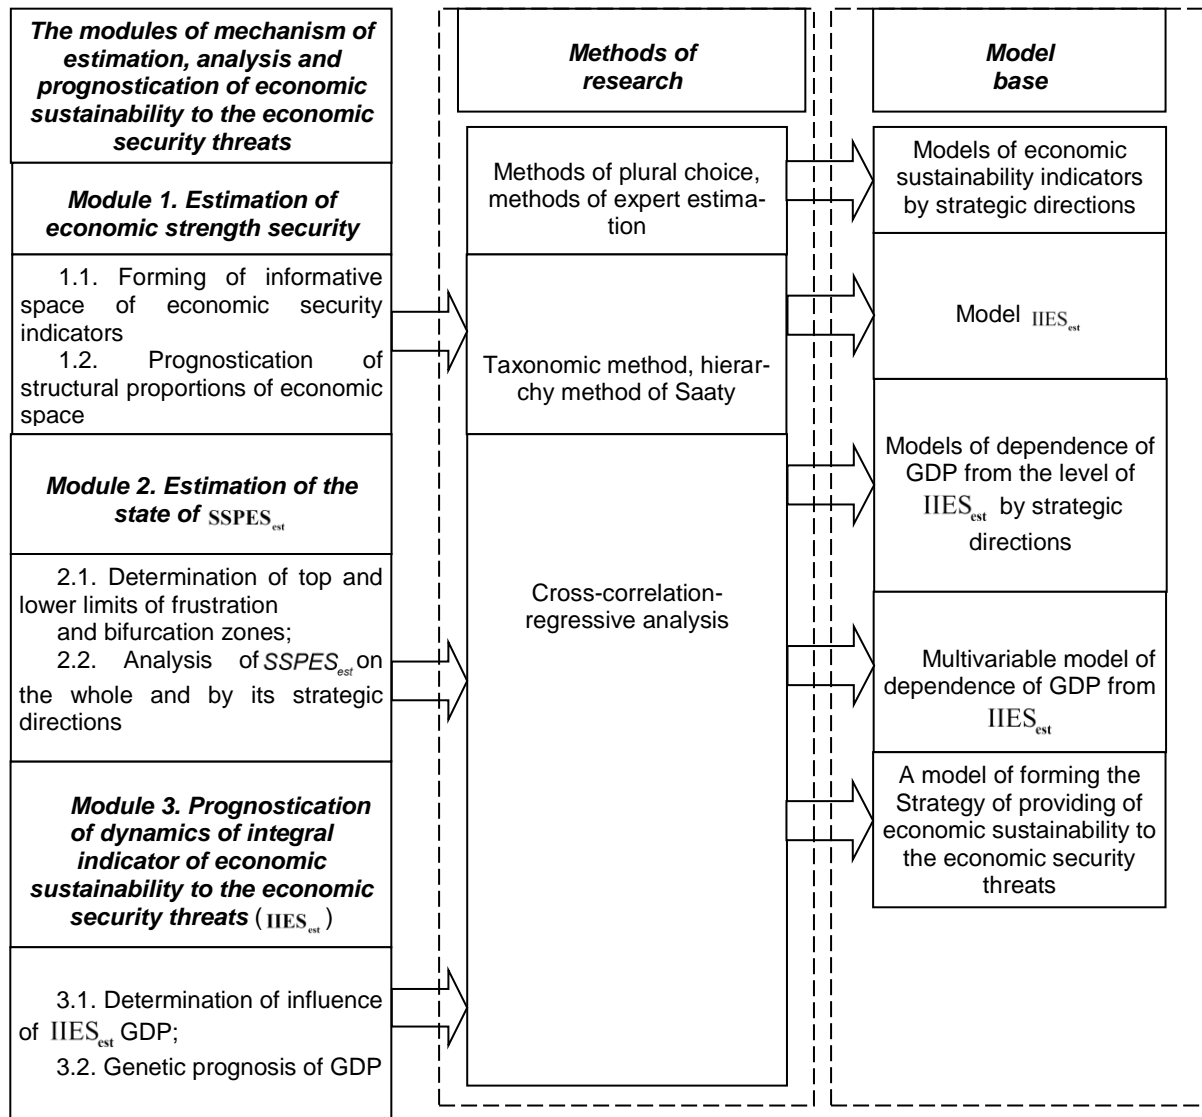 The modules of mechanism of
estimation, analysis and
prognostication of economic
sustainability to the economic
security threats
Module 1. Estimation of
economic strength security
1.1. Forming of informative
space of economic security
indicators
1.2. Prognostication of
structural proportions of economic
space
Module 2. Estimation of the
state of SSPES_est
2.1. Determination of top and
lower limits of frustration
and bifurcation zones;
2.2. Analysis of SSPES_est on
the whole and by its strategic
directions
Module 3. Prognostication
of dynamics of integral
indicator of economic
sustainability to the economic
security threats (IIES_est)
3.1. Determination of influence
of IIES_est GDP;
3.2. Genetic prognosis of GDP
Methods of
research
Methods of plural choice,
methods of expert estima-
tion
Taxonomic method, hierar-
chy method of Saaty
Cross-correlation-
regressive analysis
Model
base
Models of economic
sustainability indicators
by strategic directions
Model IIES_est
Models of dependence of
GDP from the level of
IIES_est by strategic
directions
Multivariable model of
dependence of GDP from
IIES_est
A model of forming the
Strategy of providing of
economic sustainability to
the economic security
threats